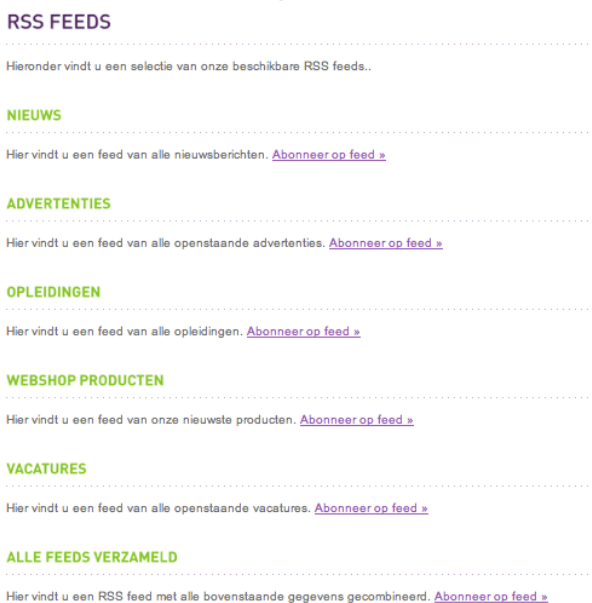 RSS FEEDS
Hieronder vindt u een selectie van onze beschikbare RSS feeds..
NIEUWS
Hier vindt u een feed van alle nieuwsberichten. Abonneer op feed »
ADVERTENTIES
Hier vindt u een feed van alle openstaande advertenties. Abonneer op feed »
OPLEIDINGEN
Hier vindt u een feed van alle opleidingen. Abonneer op feed »
WEBSHOP PRODUCTEN
Hier vindt u een feed van onze nieuwste producten. Abonneer op feed »
VACATURES
Hier vindt u een feed van alle openstaande vacatures. Abonneer op feed »
ALLE FEEDS VERZAMELD
Hier vindt u een RSS feed met alle bovenstaande gegevens gecombineerd. Abonneer op feed »